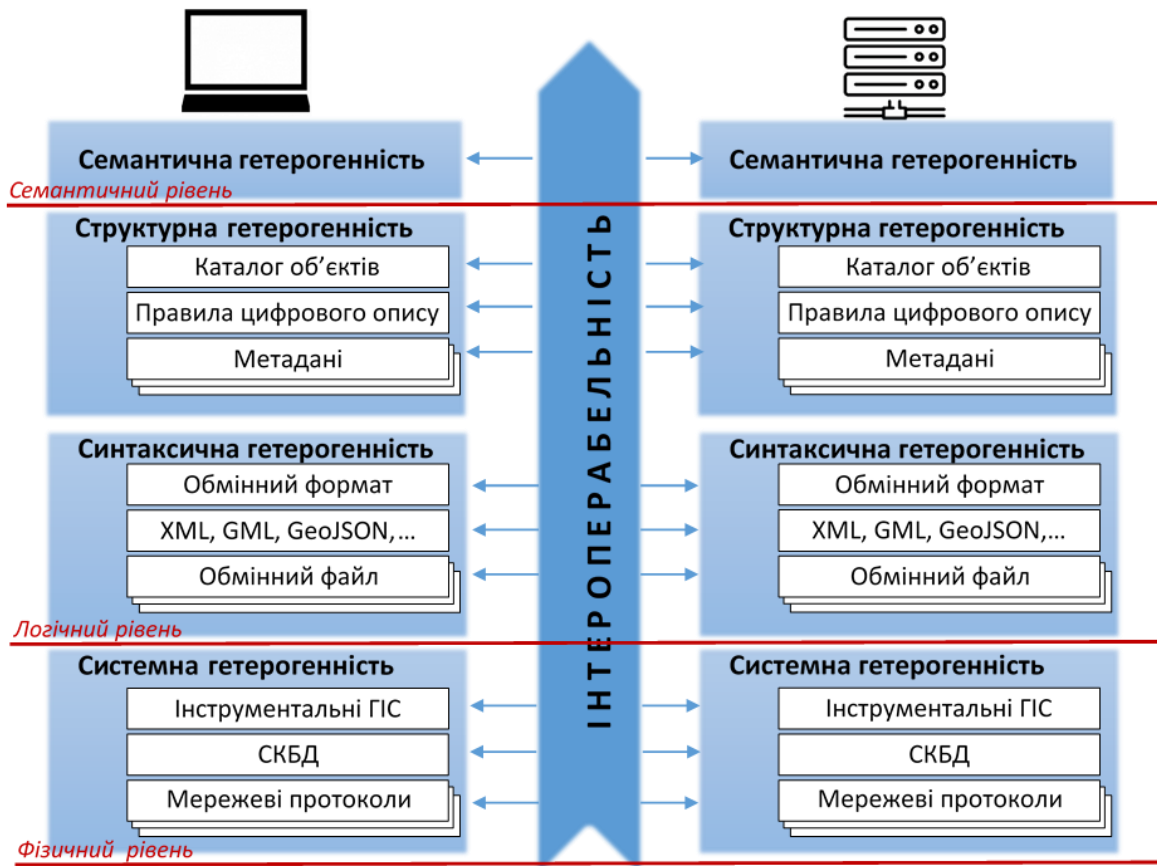 Семантична гетерогенність
Семантична гетерогенність
Семантичний рівень
Структурна гетерогенність
Каталог об’єктів
Правила цифрового опису
Метадані
Структурна гетерогенність
Каталог об’єктів
Правила цифрового опису
Метадані
ІНТЕРОПЕРАБЕЛЬНІСТЬ
Синтаксична гетерогенність
Обмінний формат
XML, GML, GeoJSON,...
Обмінний файл
Синтаксична гетерогенність
Обмінний формат
XML, GML, GeoJSON,...
Обмінний файл
Логічний рівень
Системна гетерогенність
Інструментальні ГІС
СКБД
Мережеві протоколи
Системна гетерогенність
Інструментальні ГІС
СКБД
Мережеві протоколи
Фізичний рівень